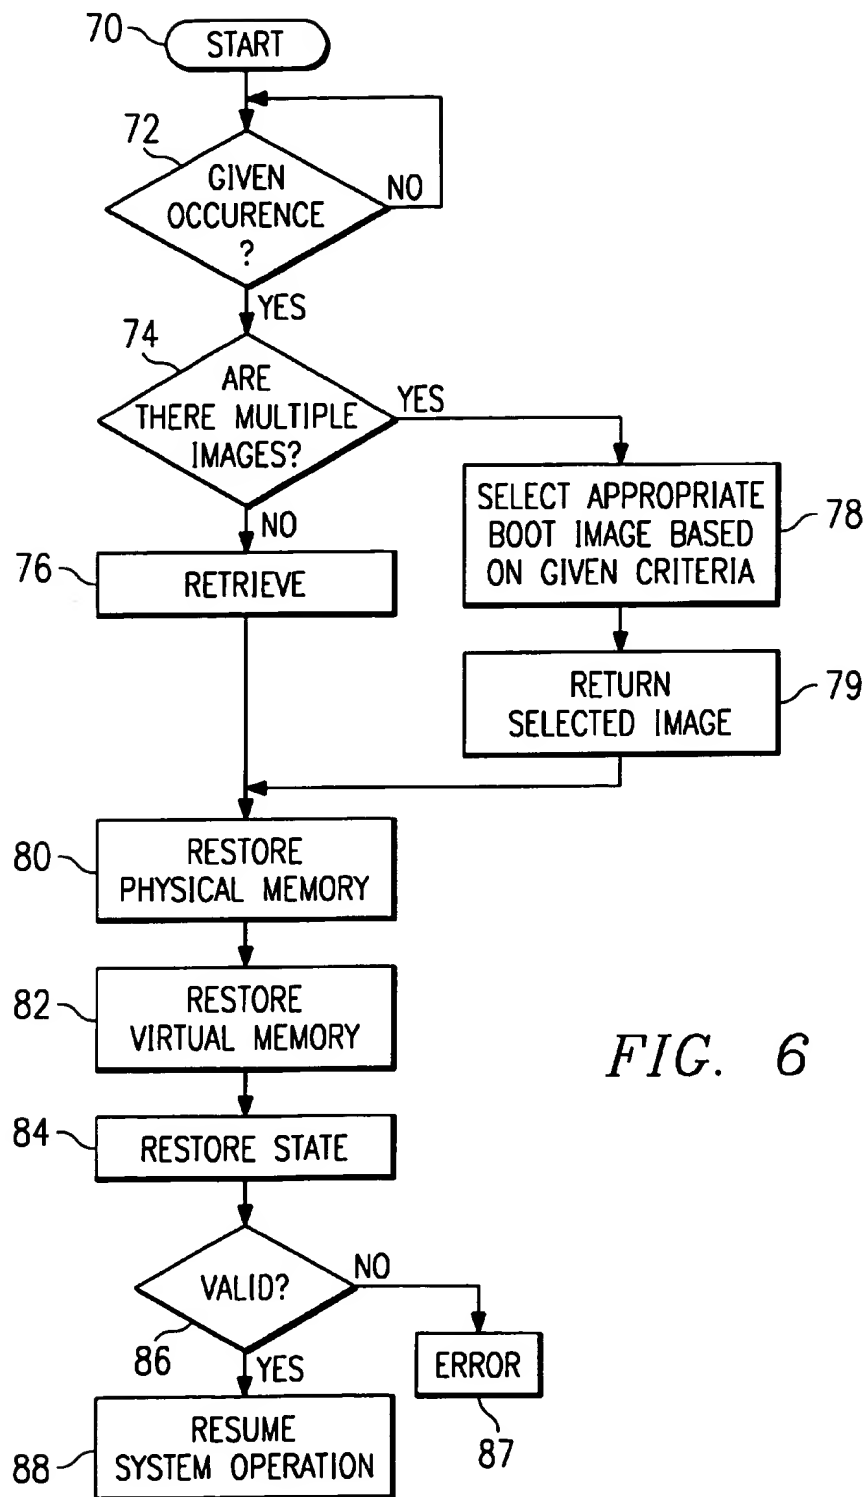 70
START
72
GIVEN
OCCURENCE
?
NO
YES
74
ARE
THERE MULTIPLE
IMAGES?
YES
NO
76
RETRIEVE
SELECT APPROPRIATE
BOOT IMAGE BASED
ON GIVEN CRITERIA
78
RETURN
SELECTED IMAGE
79
80
RESTORE
PHYSICAL MEMORY
82
RESTORE
VIRTUAL MEMORY
FIG. 6
84
RESTORE STATE
VALID?
NO
86
YES
ERROR
87
88
RESUME
SYSTEM OPERATION